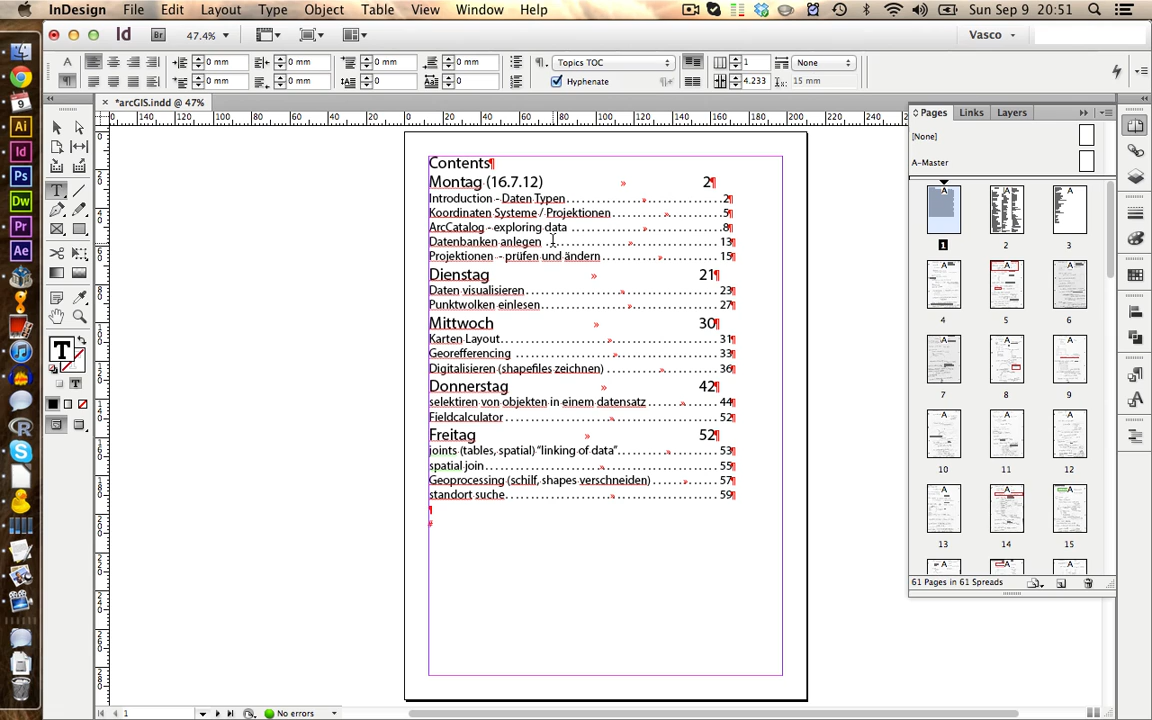 InDesign File Edit Layout Type Object Table View Window Help Sun Sep 9 20:51
Id Br 47.4% Vasco
0 mm 0 mm 0 mm 0 Topics TOC 1 None
0 mm 0 mm 0 0 Hyphenate 4.233 15 mm
*arcGIS.indd @ 47%
Pages Links Layers
[None]
A-Master
Contents
Montag (16.7.12) 2
Introduction - Daten Typen 2
Koordinaten Systeme / Projektionen 5
ArcCatalog - exploring data 8
Datenbanken anlegen 13
Projektionen - prüfen und ändern 15
Dienstag 21
Daten visualisieren 23
Punktwolken einlesen 27
Mittwoch 30
Karten Layout 31
Georefferencing 33
Digitalisieren (shapefiles zeichnen) 36
Donnerstag 42
selektiren von objekten in einem datensatz 44
Fieldcalculator 52
Freitag 52
joints (tables, spatial) “linking of data” 53
spatial join 55
Geoprocessing (schilf, shapes verschneiden) 57
standort suche 59
1 2 3
4 5 6
7 8 9
10 11 12
13 14 15
61 Pages in 61 Spreads
1 No errors